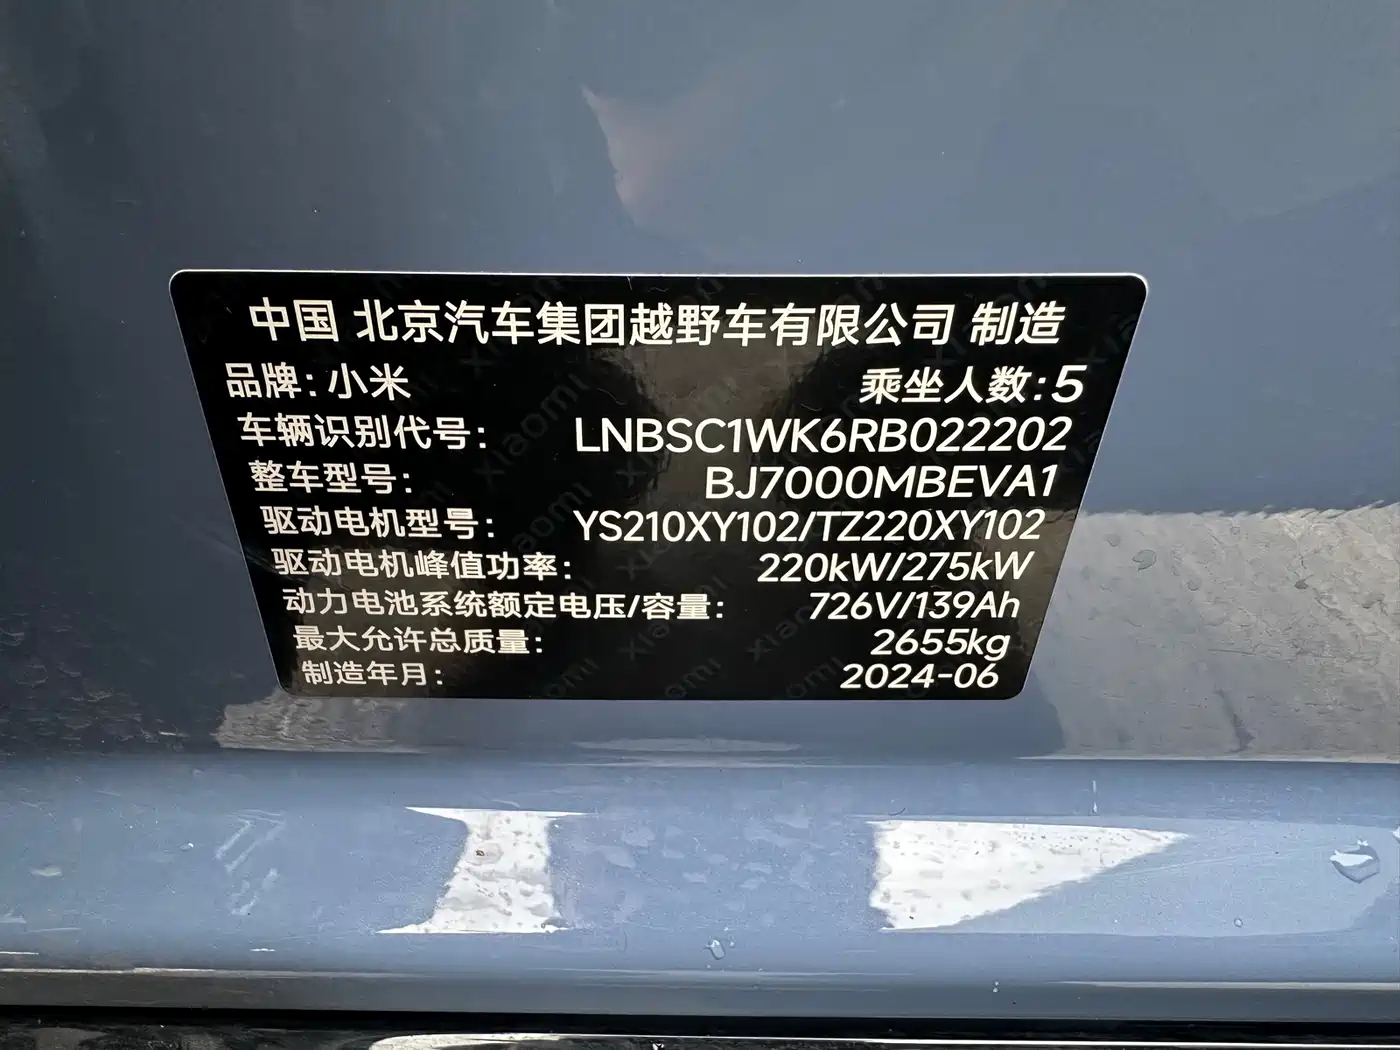 中国 北京汽车集团越野车有限公司 制造
品牌: 小米 乘坐人数: 5
车辆识别代号: LNBSC1WK6RB022202
整车型号: BJ7000MBEVA1
驱动电机型号: YS210XY102/TZ220XY102
驱动电机峰值功率: 220kW/275kW
动力电池系统额定电压/容量: 726V/139Ah
最大允许总质量: 2655kg
制造年月: 2024-06